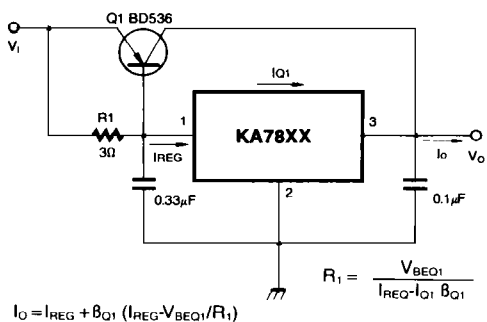 Q1 BD536
VI
IQ1
R1
3Ω
1
KA78XX
3
IREG
IO
VO
2
0.33μF
0.1μF
R1 = VBEQ1
IREQ-IQ1 βQ1
IO=IREG+βQ1 (IREG-VBEQ1/R1)